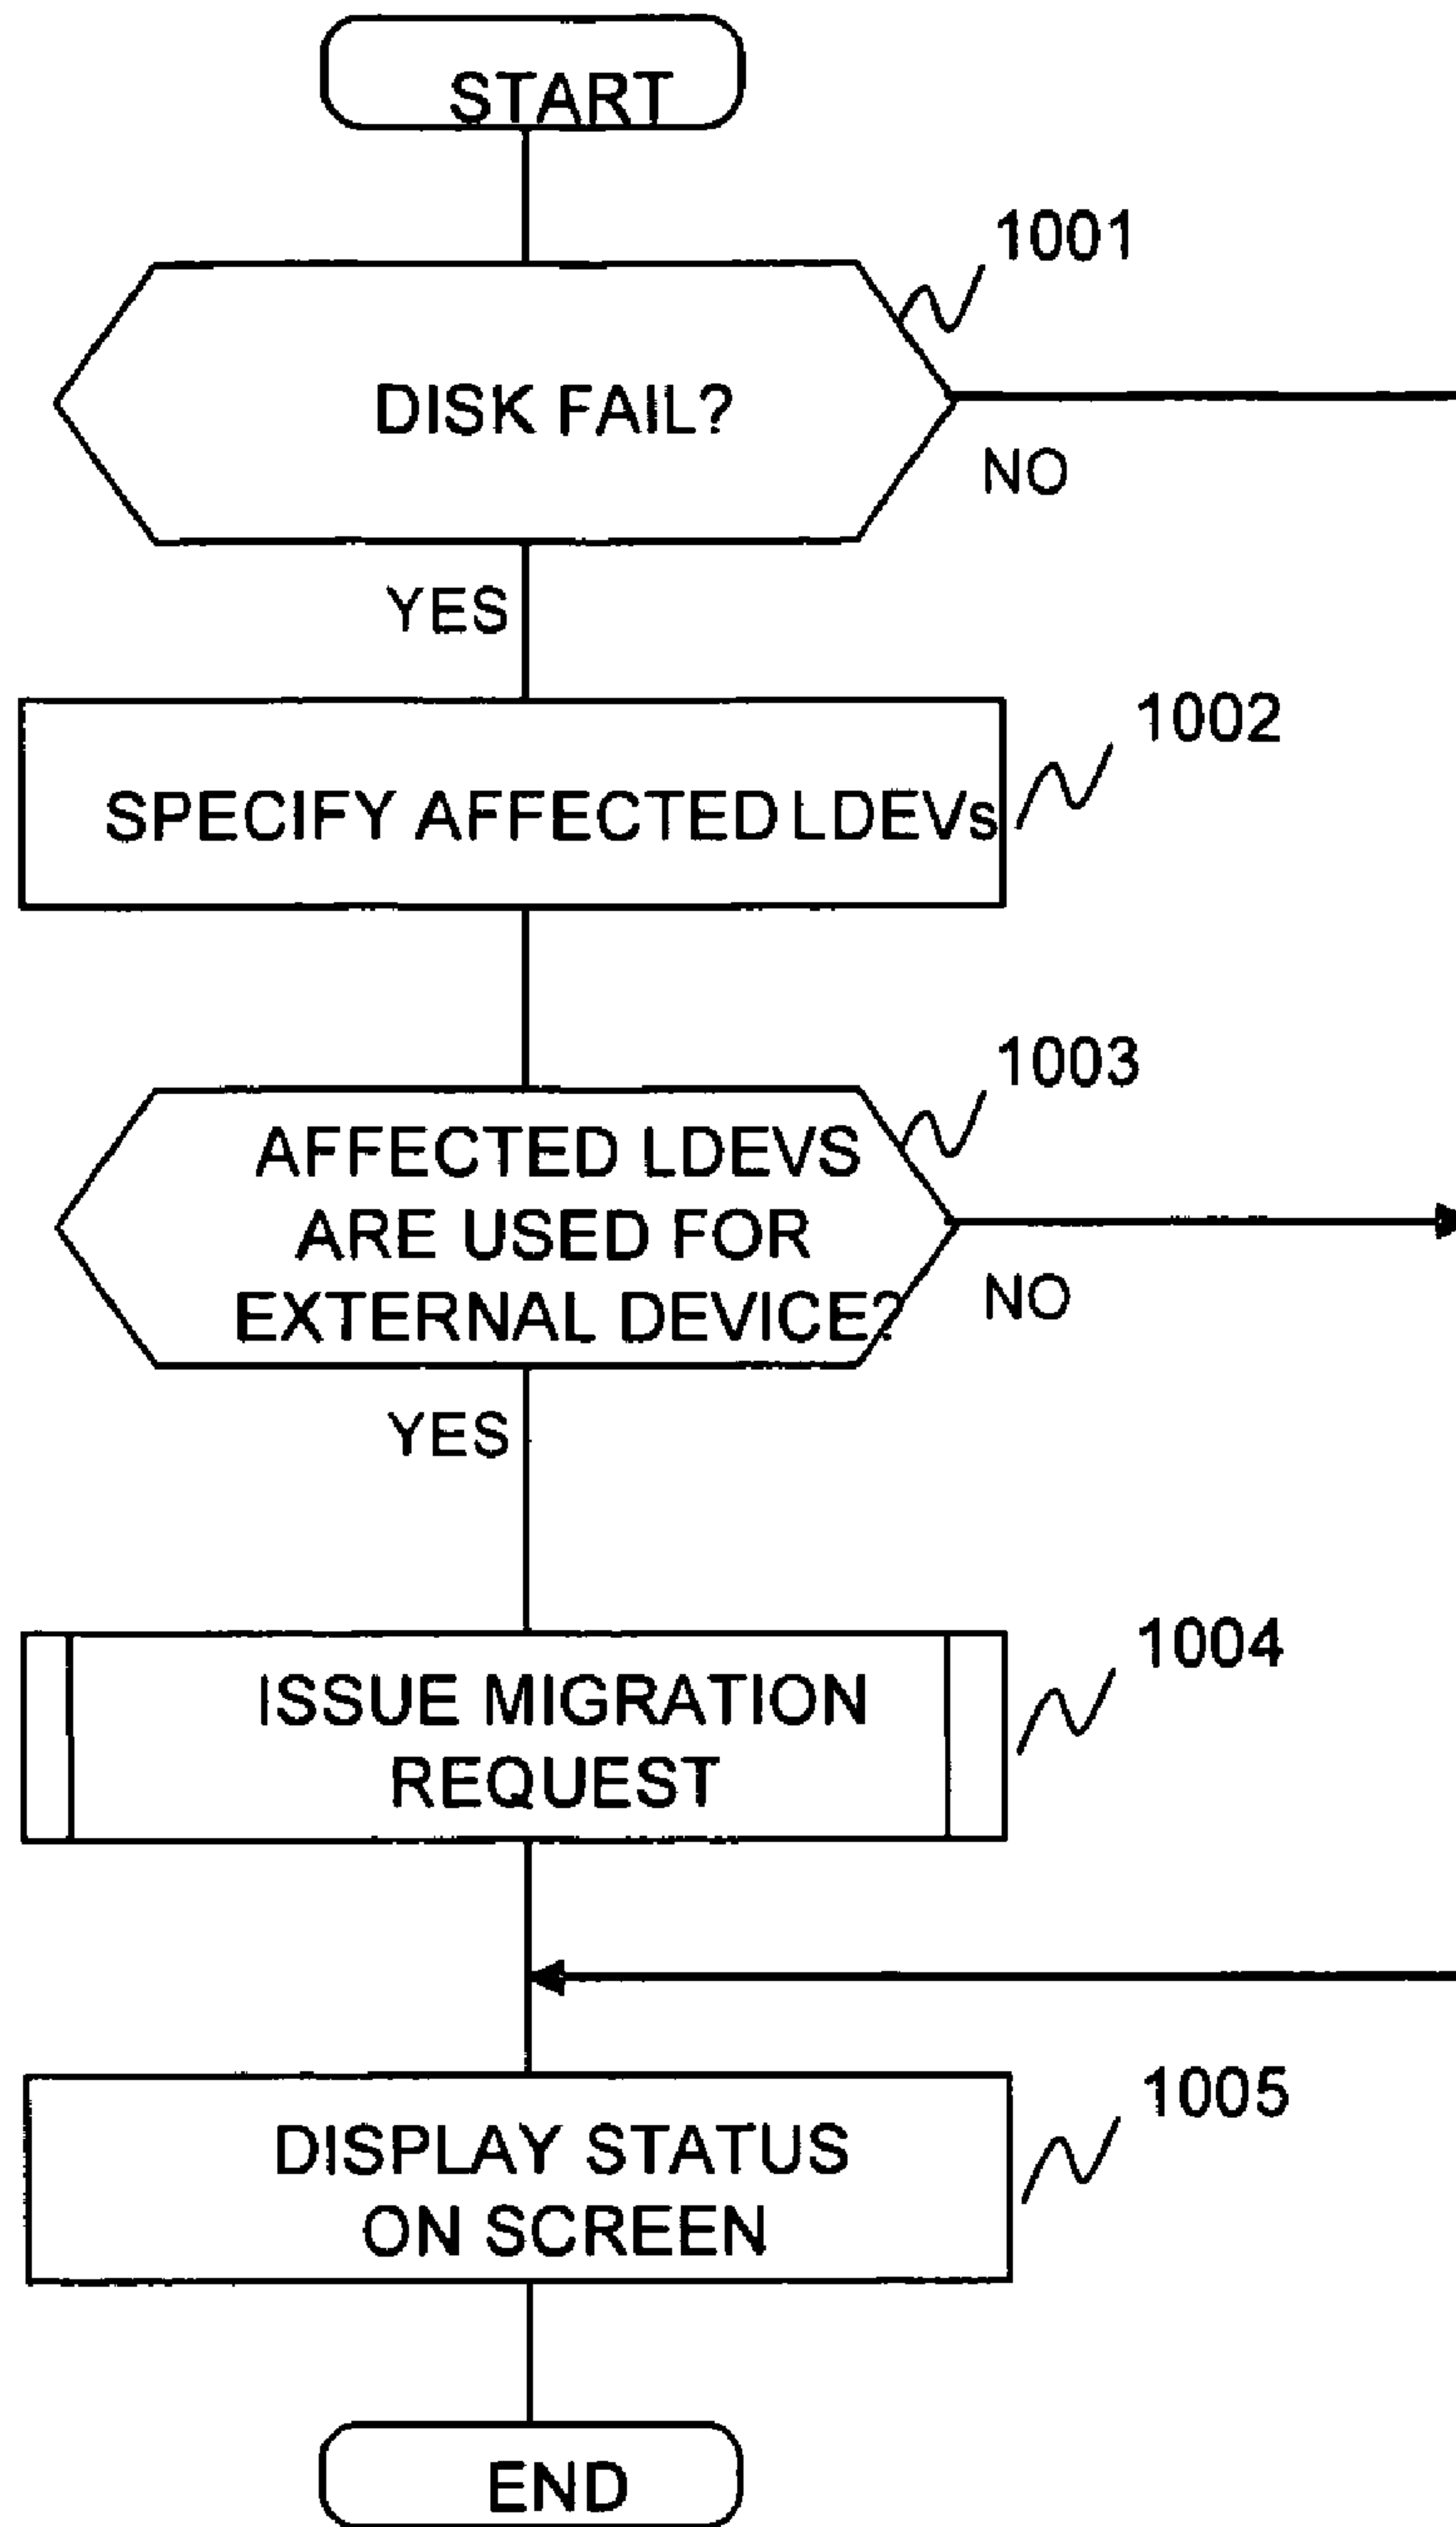 START
1001
DISK FAIL?
NO
YES
1002
SPECIFY AFFECTED LDEVs
1003
AFFECTED LDEVS
ARE USED FOR
EXTERNAL DEVICE?
NO
YES
1004
ISSUE MIGRATION
REQUEST
1005
DISPLAY STATUS
ON SCREEN
END